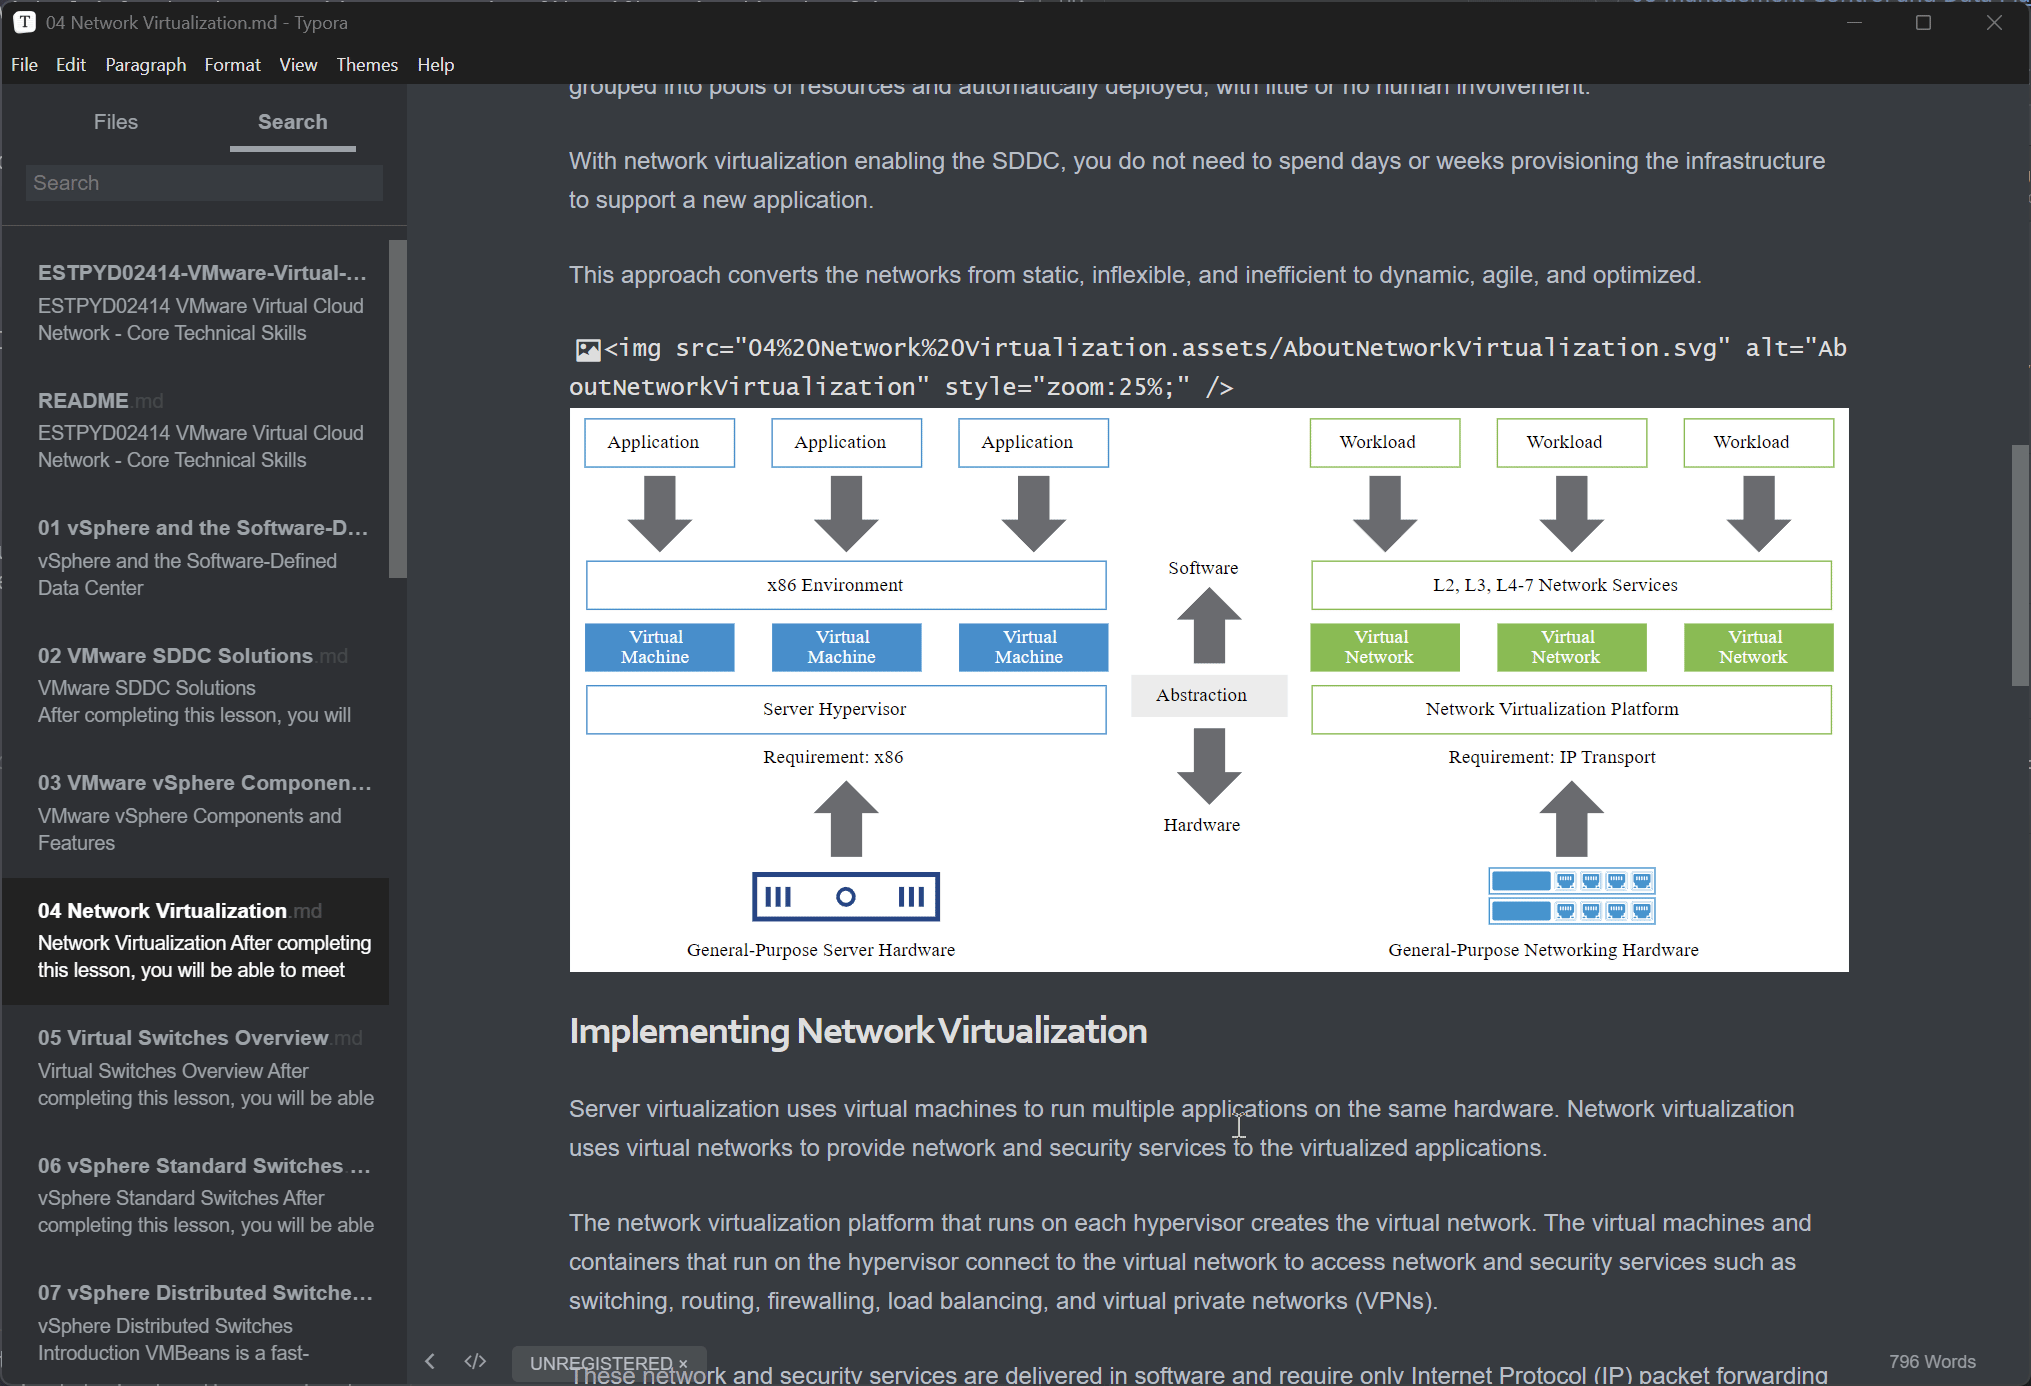 04 Network Virtualization.md - Typora
File Edit Paragraph Format View Themes Help
Files Search
Search
ESTPYD02414-VMware-Virtual-...
ESTPYD02414 VMware Virtual Cloud
Network - Core Technical Skills
README.md
ESTPYD02414 VMware Virtual Cloud
Network - Core Technical Skills
01 vSphere and the Software-D...
vSphere and the Software-Defined
Data Center
02 VMware SDDC Solutions.md
VMware SDDC Solutions
After completing this lesson, you will
03 VMware vSphere Componen...
VMware vSphere Components and
Features
04 Network Virtualization.md
Network Virtualization After completing
this lesson, you will be able to meet
05 Virtual Switches Overview.md
Virtual Switches Overview After
completing this lesson, you will be able
06 vSphere Standard Switches ...
vSphere Standard Switches After
completing this lesson, you will be able
07 vSphere Distributed Switche...
vSphere Distributed Switches
Introduction VMBeans is a fast-
grouped into pools of resources and automatically deployed, with little or no human involvement.
With network virtualization enabling the SDDC, you do not need to spend days or weeks provisioning the infrastructure
to support a new application.
This approach converts the networks from static, inflexible, and inefficient to dynamic, agile, and optimized.
<img src="04%20Network%20Virtualization.assets/AboutNetworkVirtualization.svg" alt="Ab
outNetworkVirtualization" style="zoom:25%;" />
Application Application Application
Workload Workload Workload
Software
x86 Environment
L2, L3, L4-7 Network Services
Virtual Virtual Virtual
Machine Machine Machine
Virtual Virtual Virtual
Network Network Network
Abstraction
Server Hypervisor
Network Virtualization Platform
Requirement: x86
Requirement: IP Transport
Hardware
General-Purpose Server Hardware
General-Purpose Networking Hardware
Implementing Network Virtualization
Server virtualization uses virtual machines to run multiple applications on the same hardware. Network virtualization
uses virtual networks to provide network and security services to the virtualized applications.
The network virtualization platform that runs on each hypervisor creates the virtual network. The virtual machines and
containers that run on the hypervisor connect to the virtual network to access network and security services such as
switching, routing, firewalling, load balancing, and virtual private networks (VPNs).
These network and security services are delivered in software and require only Internet Protocol (IP) packet forwarding
UNREGISTERED ×
796 Words